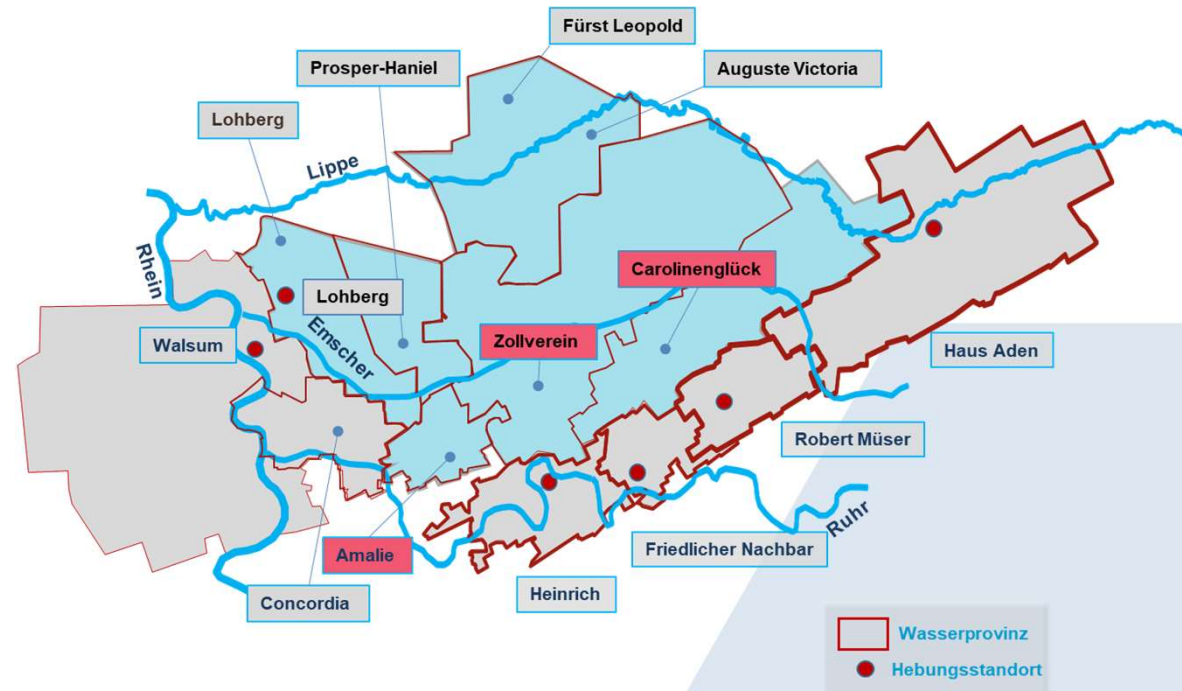 Fürst Leopold
Prosper-Haniel
Auguste Victoria
Lohberg
Lippe
Rhein
Carolinenglück
Lohberg
Emscher
Zollverein
Walsum
Haus Aden
Robert Müser
Ruhr
Friedlicher Nachbar
Amalie
Heinrich
Concordia
Wasserprovinz
Hebungsstandort